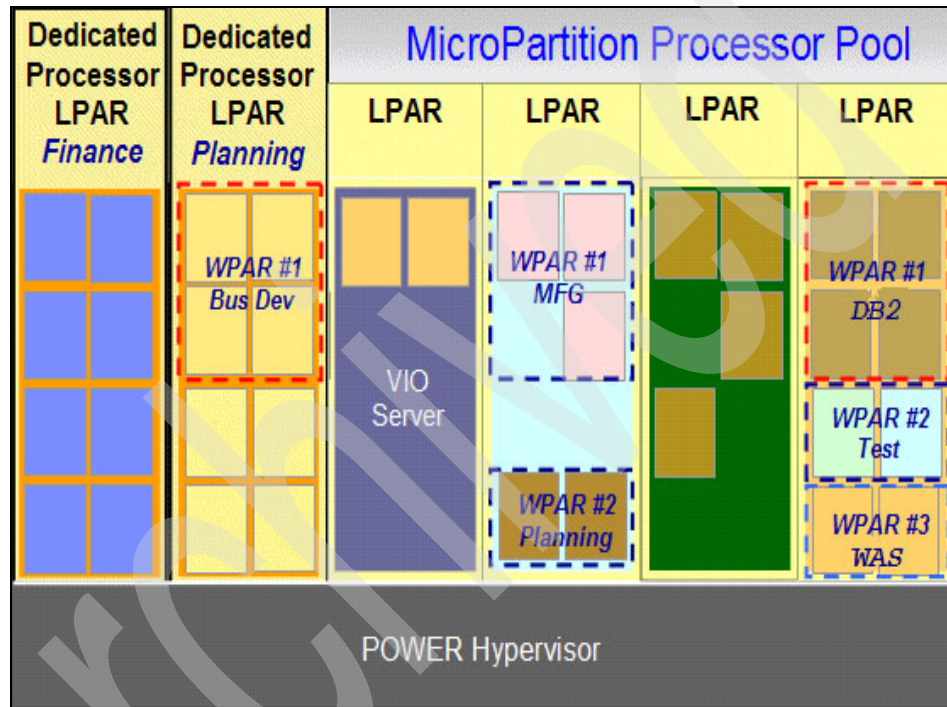 Dedicated
Processor
LPAR
Finance
Dedicated
Processor
LPAR
Planning
MicroPartition Processor Pool
LPAR
LPAR
LPAR
LPAR
WPAR #1
Bus Dev
VIO
Server
WPAR #1
MFG
WPAR #2
Planning
WPAR #1
DB2
WPAR #2
Test
WPAR #3
WAS
POWER Hypervisor